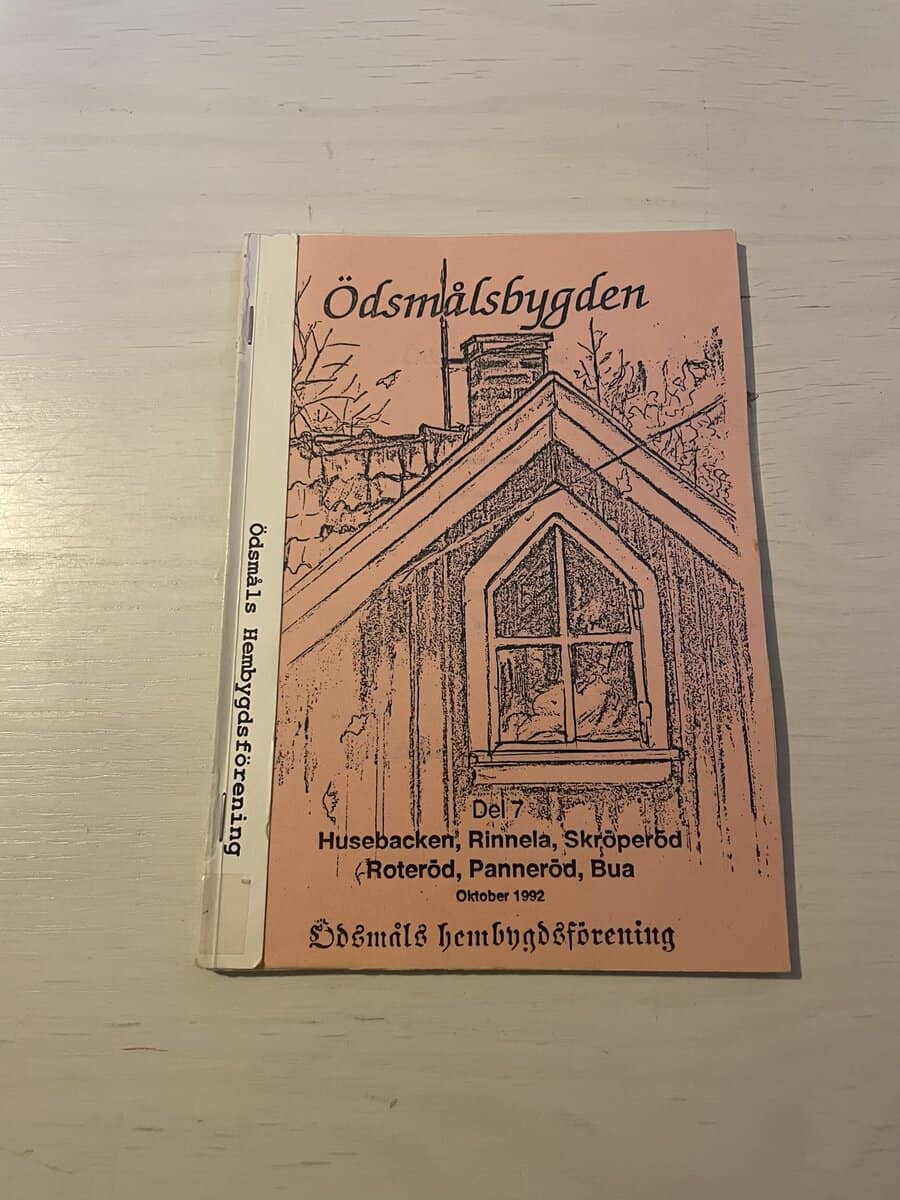 Ödsmålsbygden
Del 7
Husebacken, Rinnela, Skröperöd
Roteröd, Panneröd, Bua
Oktober 1992
Ödsmåls hembygdsförening
Ödsmåls Hembygdsförening